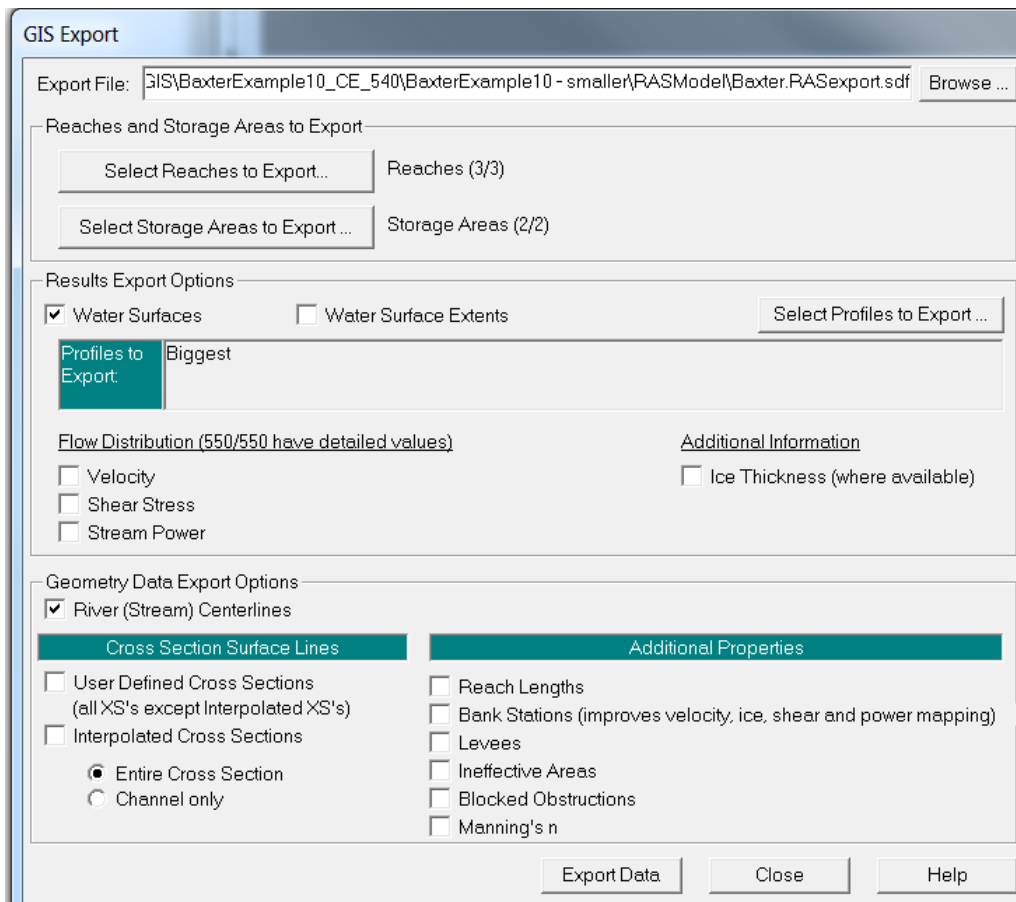 GIS Export
Export File: GIS\BaxterExample10_CE_540\BaxterExample10 - smaller\RASModel\Baxter.RASexport.sdf Browse ...
Reaches and Storage Areas to Export
Select Reaches to Export... Reaches (3/3)
Select Storage Areas to Export ... Storage Areas (2/2)
Results Export Options
Water Surfaces Water Surface Extents Select Profiles to Export ...
Profiles to Export: Biggest
Flow Distribution (550/550 have detailed values) Additional Information
Velocity Ice Thickness (where available)
Shear Stress
Stream Power
Geometry Data Export Options
River (Stream) Centerlines
Cross Section Surface Lines Additional Properties
User Defined Cross Sections Reach Lengths
(all XS's except Interpolated XS's) Bank Stations (improves velocity, ice, shear and power mapping)
Interpolated Cross Sections Levees
Entire Cross Section Ineffective Areas
Channel only Blocked Obstructions
Manning's n
Export Data Close Help